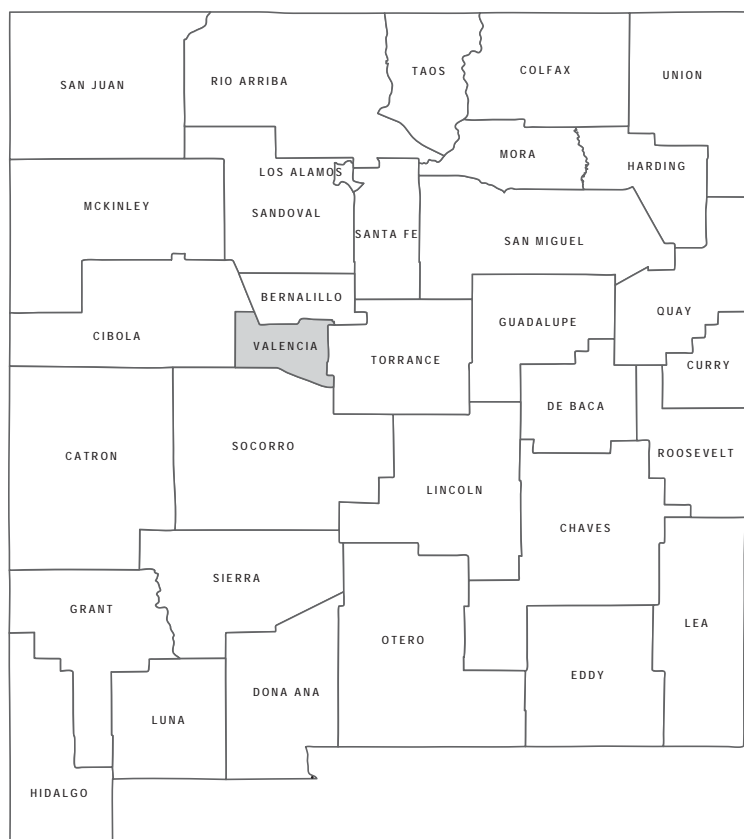 SAN JUAN
RIO ARRIBA
TAOS
COLFAX
UNION
MORA
HARDING
LOS ALAMOS
MCKINLEY
SANDOVAL
SANTA FE
SAN MIGUEL
BERNALILLO
QUAY
GUADALUPE
CIBOLA
VALENCIA
TORRANCE
CURRY
DE BACA
SOCORRO
CATRON
ROOSEVELT
LINCOLN
CHAVES
SIERRA
GRANT
OTERO
LEA
EDDY
DONA ANA
LUNA
HIDALGO